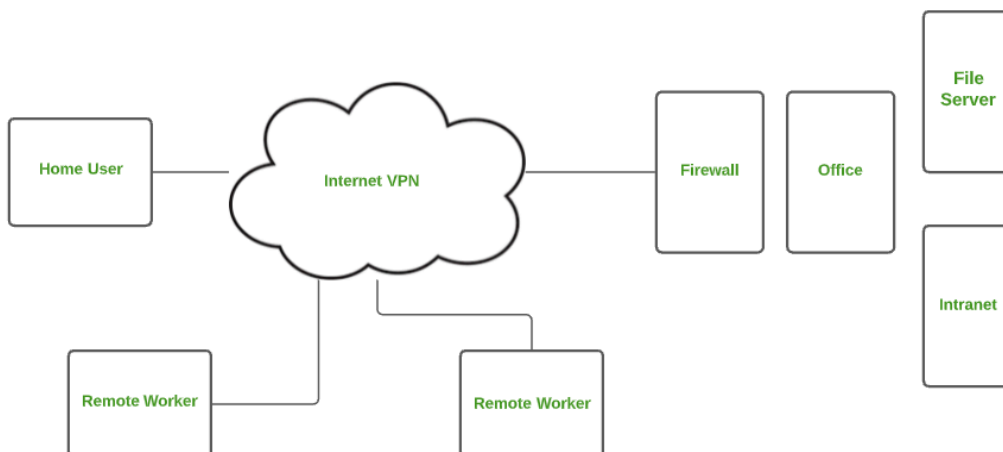 File
Server
Home User
Internet VPN
Firewall
Office
Intranet
Remote Worker
Remote Worker